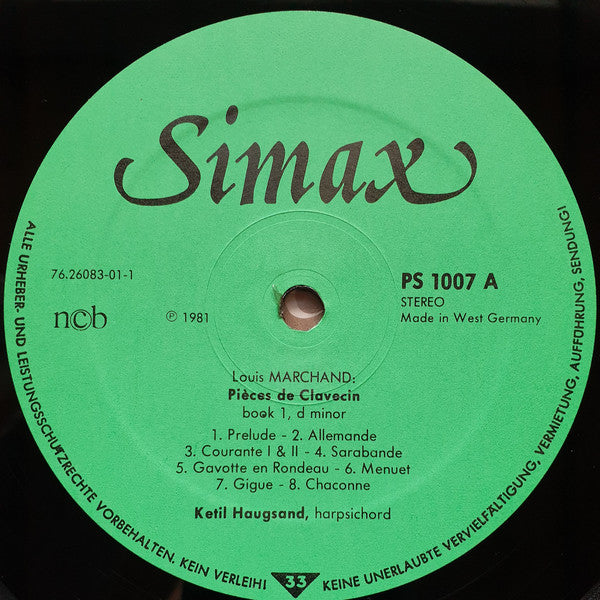 Simax
76.26083-01-1
ncb
℗ 1981
PS 1007 A
STEREO
Made in West Germany
Louis MARCHAND:
Pièces de Clavecin
book 1, d minor
1. Prelude - 2. Allemande
3. Courante I & II - 4. Sarabande
5. Gavotte en Rondeau - 6. Menuet
7. Gigue - 8. Chaconne
Ketil Haugsand, harpsichord
ALLE URHEBER- UND LEISTUNGSSCHUTZRECHTE VORBEHALTEN. KEIN VERLEIH!
33
KEINE UNERLAUBTE VERVIELFÄLTIGUNG, VERMIETUNG, AUFFÜHRUNG, SENDUNG!